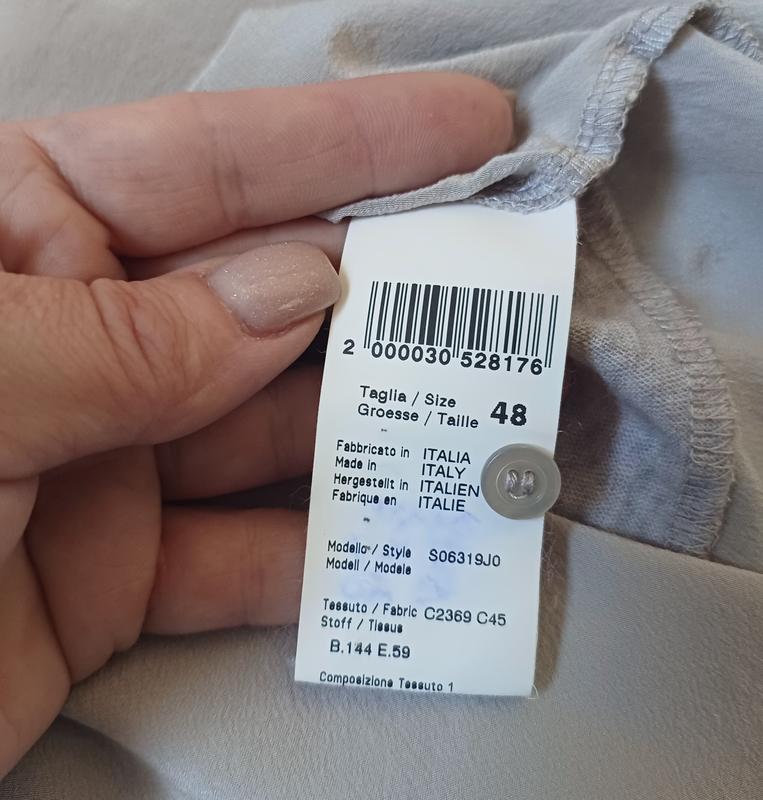 2 000030 528176
Taglia / Size
Groesse / Taille 48
Fabbricato in ITALIA
Made in ITALY
Hergestellt in ITALIEN
Fabrique en ITALIE
Modello / Style S06319J0
Modell / Modele
Tessuto / Fabric C2369 C45
Stoff / Tissus
B.144 E.59
Composizione Tessuto 1